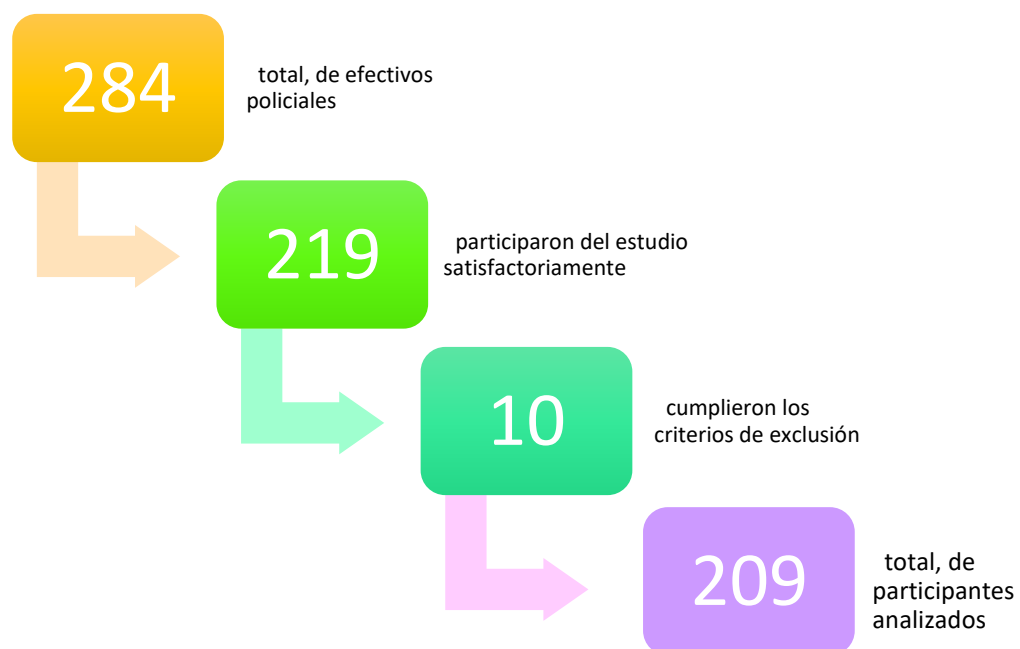 284
total, de efectivos
policiales
219
participaron del estudio
satisfactoriamente
10
cumplieron los
criterios de exclusión
209
total, de
participantes
analizados